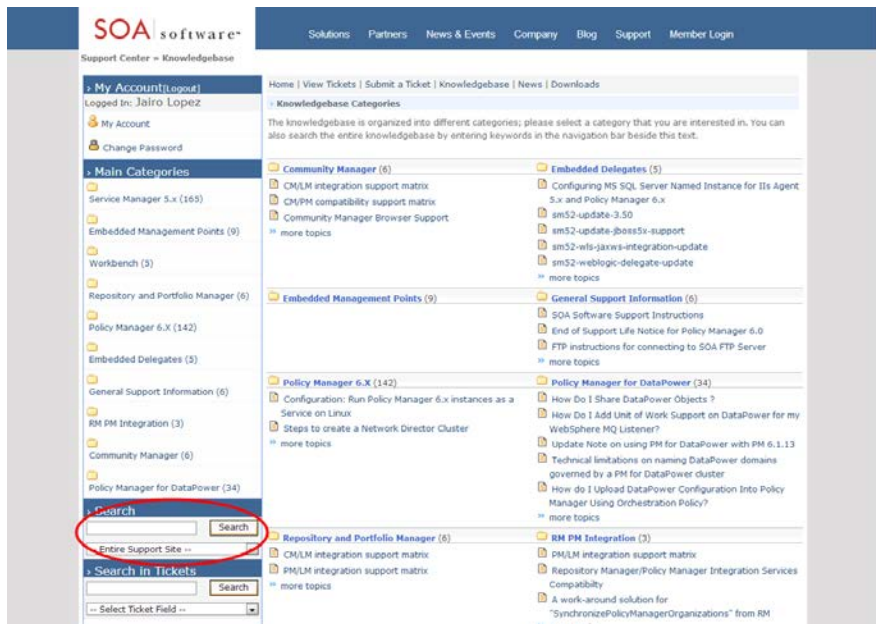 SOA software™
Solutions Partners News & Events Company Blog Support Member Login
Support Center » Knowledgebase
› My Account[Logout]
Logged In: Jairo Lopez
My Account
Change Password
› Main Categories
Service Manager 5.x (165)
Embedded Management Points (9)
Workbench (5)
Repository and Portfolio Manager (6)
Policy Manager 6.X (142)
Embedded Delegates (5)
General Support Information (6)
RM PM Integration (3)
Community Manager (6)
Policy Manager for DataPower (34)
› Search
Search
-- Entire Support Site --
› Search in Tickets
Search
-- Select Ticket Field --
Home | View Tickets | Submit a Ticket | Knowledgebase | News | Downloads
› Knowledgebase Categories
The knowledgebase is organized into different categories; please select a category that you are interested in. You can
also search the entire knowledgebase by entering keywords in the navigation bar beside this text.
Community Manager (6)
CM/LM integration support matrix
CM/PM compatibility support matrix
Community Manager Browser Support
» more topics
Embedded Delegates (5)
Configuring MS SQL Server Named Instance for IIs Agent
5.x and Policy Manager 6.x
sm52-update-3.50
sm52-update-jboss5x-support
sm52-wls-jaxws-integration-update
sm52-weblogic-delegate-update
» more topics
Embedded Management Points (9)
General Support Information (6)
SOA Software Support Instructions
End of Support Life Notice for Policy Manager 6.0
FTP instructions for connecting to SOA FTP Server
» more topics
Policy Manager 6.X (142)
Configuration: Run Policy Manager 6.x instances as a
Service on Linux
Steps to create a Network Director Cluster
» more topics
Policy Manager for DataPower (34)
How Do I Share DataPower Objects ?
How Do I Add Unit of Work Support on DataPower for my
WebSphere MQ Listener?
Update Note on using PM for DataPower with PM 6.1.13
Technical limitations on naming DataPower domains
governed by a PM for DataPower cluster
How do I Upload DataPower Configuration Into Policy
Manager Using Orchestration Policy?
» more topics
Repository and Portfolio Manager (6)
CM/LM integration support matrix
PM/LM integration support matrix
» more topics
RM PM Integration (3)
PM/LM integration support matrix
Repository Manager/Policy Manager Integration Services
Compatibilty
A work-around solution for
"SynchronizePolicyManagerOrganizations" from RM